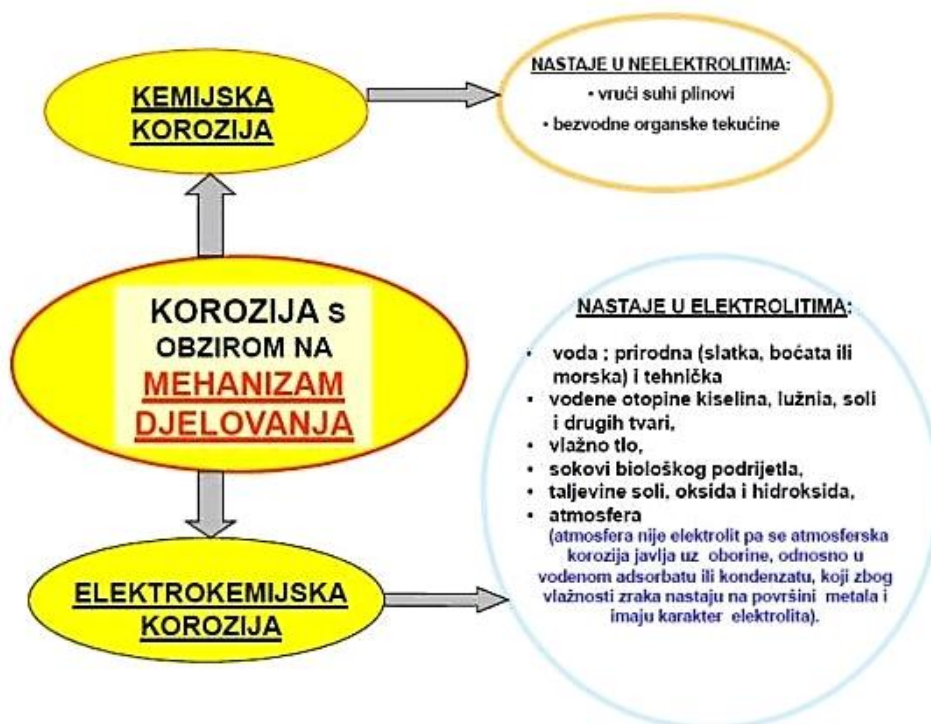 KEMIJSKA
KOROZIJA
NASTAJE U NEELEKTROLITIMA:
• vrući suhi plinovi
• bezvodne organske tekućine
KOROZIJA S
OBZIROM NA
MEHANIZAM
DJELOVANJA
ELEKTROKEMIJSKA
KOROZIJA
NASTAJE U ELEKTROLITIMA:
• voda ; prirodna (slatka, boćata ili
morska) i tehnička
• vodene otopine kiselina, lužnia, soli
i drugih tvari,
• vlažno tlo,
• sokovi biološkog podrijetla,
• taljevine soli, oksida i hidroksida,
• atmosfera
(atmosfera nije elektrolit pa se atmosferska
korozija javlja uz oborine, odnosno u
vodenom adsorbatu ili kondenzatu, koji zbog
vlažnosti zraka nastaju na površini metala i
imaju karakter elektrolita).